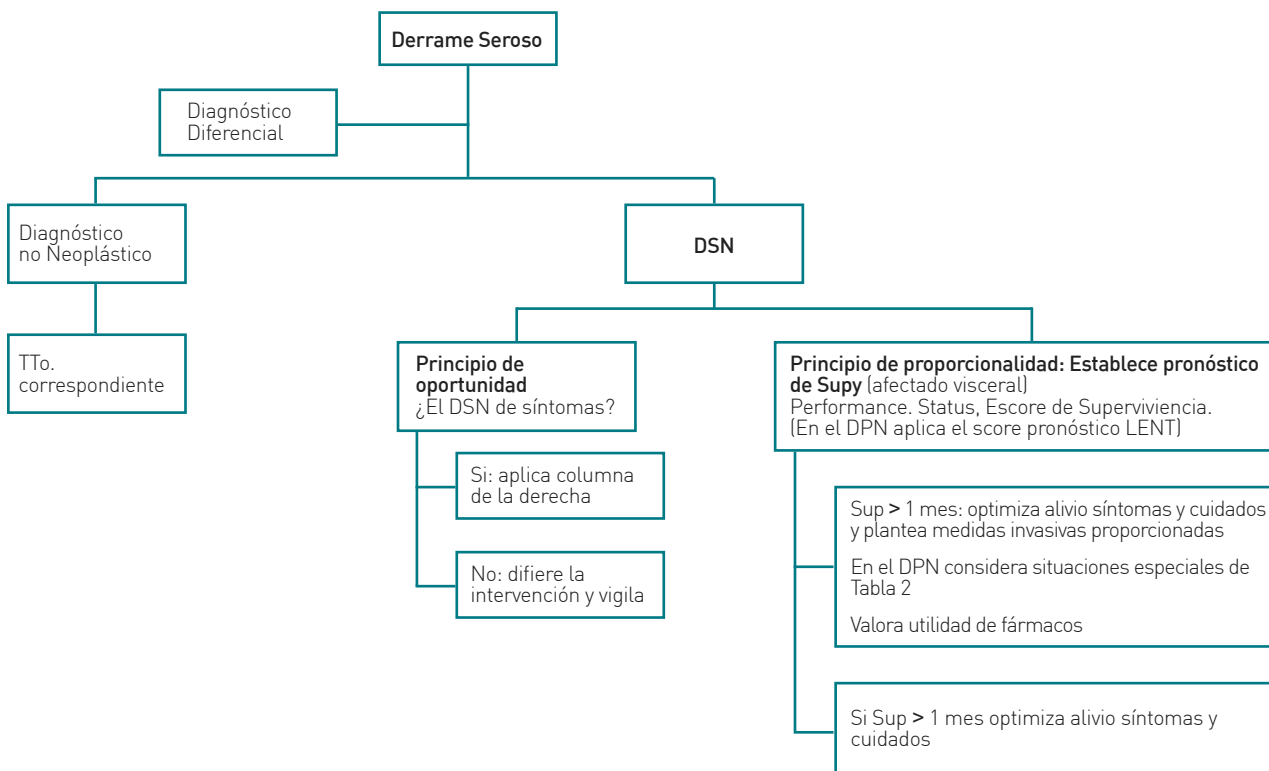 Derrame Seroso
Diagnóstico
Diferencial
Diagnóstico
no Neoplástico
DSN
TTo.
correspondiente
Principio de
oportunidad
¿El DSN de síntomas?
Si: aplica columna
de la derecha
No: difiere la
intervención y vigila
Principio de proporcionalidad: Establece pronóstico
de Supy (afectado visceral)
Performance. Status, Escore de Superviviencia.
(En el DPN aplica el score pronóstico LENT)
Sup > 1 mes: optimiza alivio síntomas y cuidados
y plantea medidas invasivas proporcionadas
En el DPN considera situaciones especiales de
Tabla 2
Valora utilidad de fármacos
Si Sup > 1 mes optimiza alivio síntomas y
cuidados